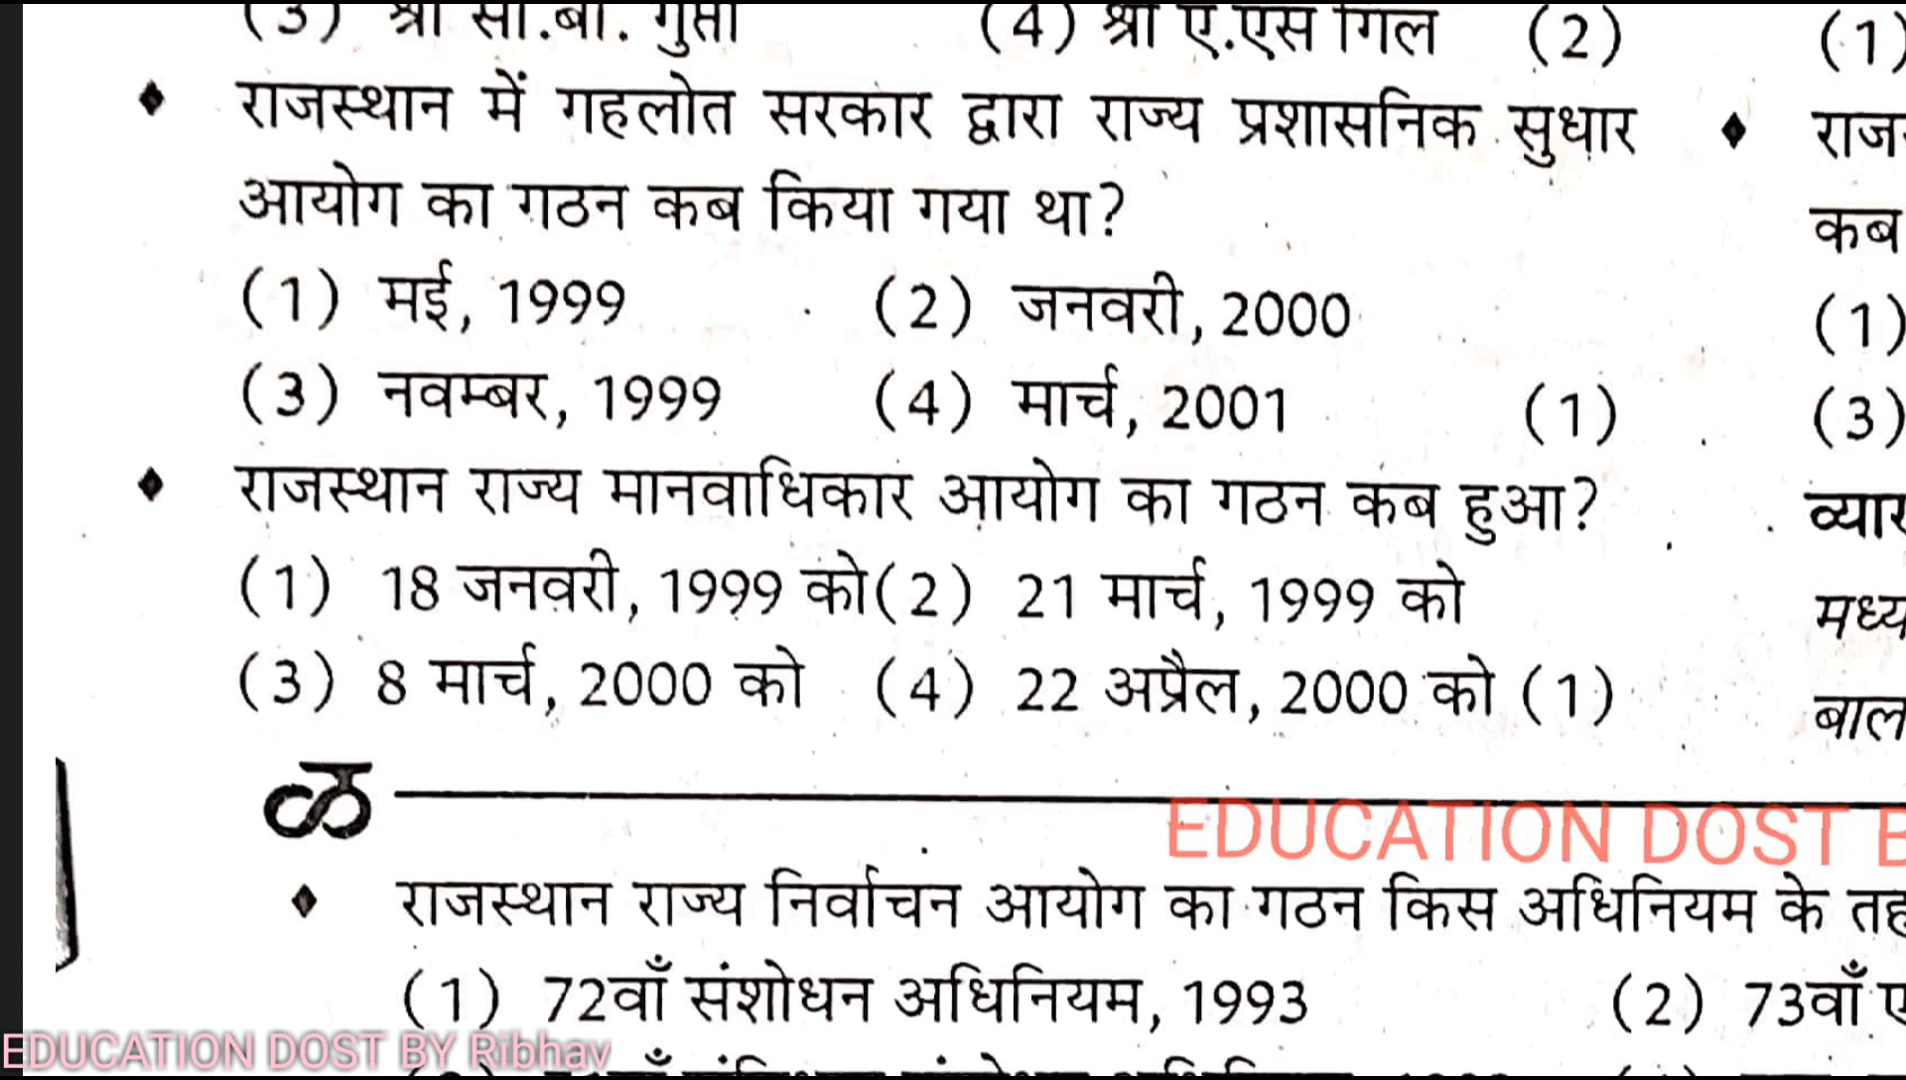 (3) श्री सी.बी. गुप्ता (4) श्री ए.एस गिल (2)
♦ राजस्थान में गहलोत सरकार द्वारा राज्य प्रशासनिक सुधार
आयोग का गठन कब किया गया था?
(1) मई, 1999 (2) जनवरी, 2000
(3) नवम्बर, 1999 (4) मार्च, 2001 (1)
♦ राजस्थान राज्य मानवाधिकार आयोग का गठन कब हुआ?
(1) 18 जनवरी, 1999 को (2) 21 मार्च, 1999 को
(3) 8 मार्च, 2000 को (4) 22 अप्रैल, 2000 को (1)
(1)
♦
कब
(1)
(3)
EDUCATION DOST
♦ राजस्थान राज्य निर्वाचन आयोग का गठन किस अधिनियम के
(1) 72वाँ संशोधन अधिनियम, 1993 (2) 73वाँ
EDUCATION DOST BY Ribhav